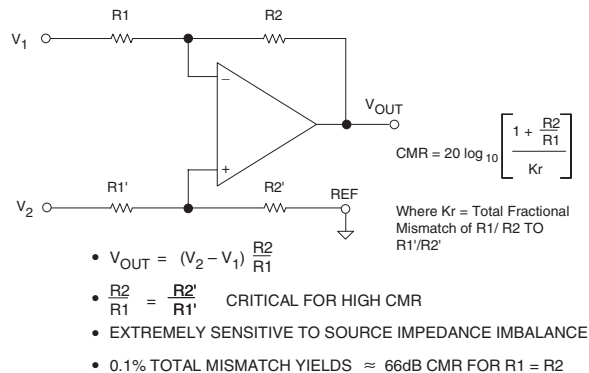 R1
R2
V1
–
VOUT
+
CMR = 20 log 10 [ 1 + R2/R1 / Kr ]
R1'
R2'
REF
V2
Where Kr = Total Fractional
Mismatch of R1/ R2 TO
R1'/R2'
• VOUT = (V2 – V1) R2/R1
• R2/R1 = R2'/R1' CRITICAL FOR HIGH CMR
• EXTREMELY SENSITIVE TO SOURCE IMPEDANCE IMBALANCE
• 0.1% TOTAL MISMATCH YIELDS ≈ 66dB CMR FOR R1 = R2